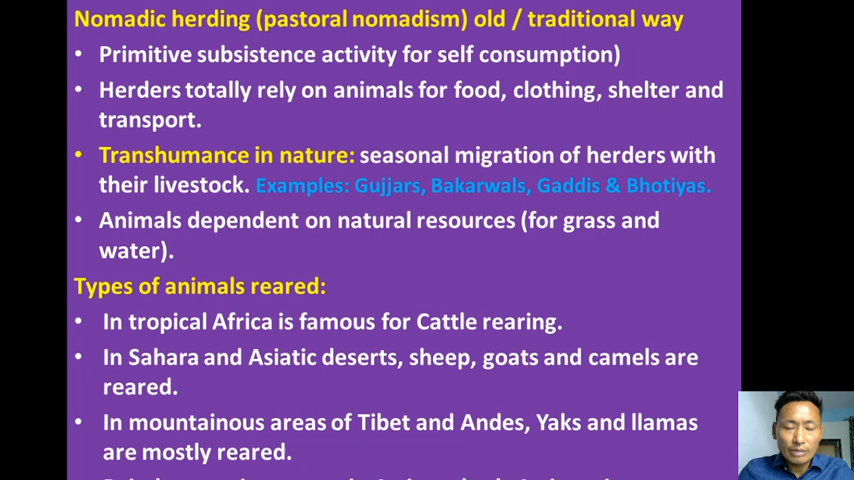 Nomadic herding (pastoral nomadism) old / traditional way
• Primitive subsistence activity for self consumption)
• Herders totally rely on animals for food, clothing, shelter and
transport.
• Transhumance in nature: seasonal migration of herders with
their livestock. Examples: Gujjars, Bakarwals, Gaddis & Bhotiyas.
• Animals dependent on natural resources (for grass and
water).
Types of animals reared:
• In tropical Africa is famous for Cattle rearing.
• In Sahara and Asiatic deserts, sheep, goats and camels are
reared.
• In mountainous areas of Tibet and Andes, Yaks and llamas
are mostly reared.